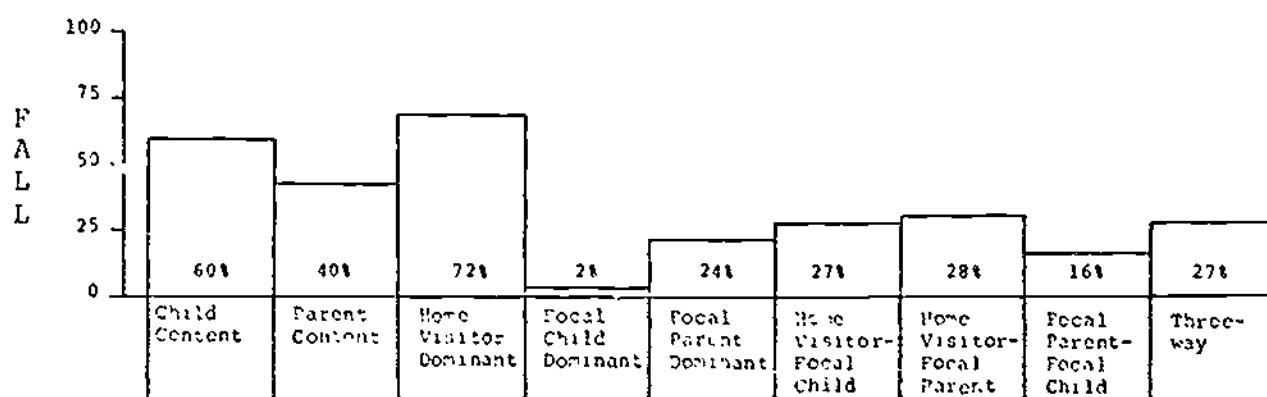 100
75
50
25
0
FALL
60% 40% 72% 2% 24% 27% 28% 16% 27%
Child Content
Parent Content
Home Visitor Dominant
Focal Child Dominant
Focal Parent Dominant
Home Visitor-Focal Child
Home Visitor-Focal Parent
Focal Parent-Focal Child
Three-way